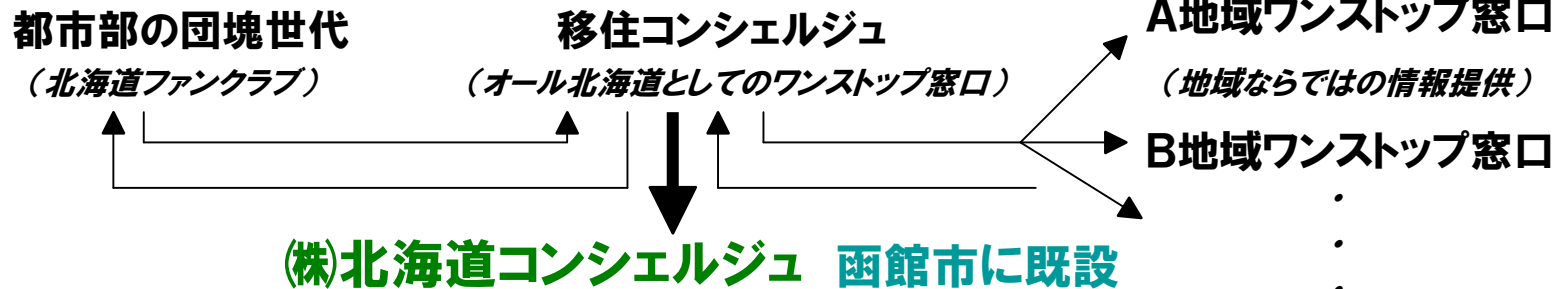 都市部の団塊世代
（北海道ファンクラブ）
移住コンシェルジュ
（オール北海道としてのワンストップ窓口）
A地域ワンストップ窓口
（地域ならではの情報提供）
B地域ワンストップ窓口
・
・
・
㈱北海道コンシェルジュ 函館市に既設